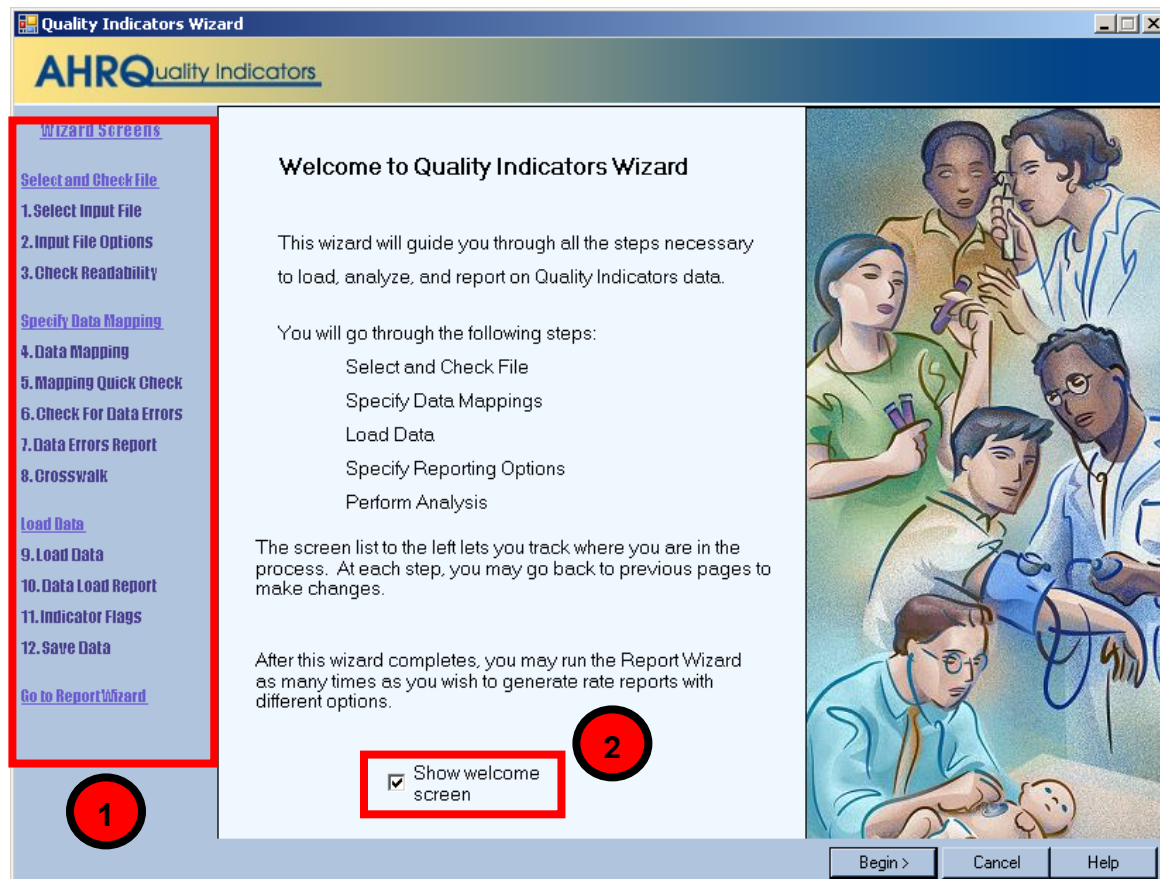 Quality Indicators Wizard
AHRQuality Indicators
Wizard Screens
Select and Check File
1. Select Input File
2. Input File Options
3. Check Readability
Specify Data Mapping
4. Data Mapping
5. Mapping Quick Check
6. Check For Data Errors
7. Data Errors Report
8. Crosswalk
Load Data
9. Load Data
10. Data Load Report
11. Indicator Flags
12. Save Data
Go to Report Wizard
1
Welcome to Quality Indicators Wizard
This wizard will guide you through all the steps necessary
to load, analyze, and report on Quality Indicators data.
You will go through the following steps:
Select and Check File
Specify Data Mappings
Load Data
Specify Reporting Options
Perform Analysis
The screen list to the left lets you track where you are in the
process. At each step, you may go back to previous pages to
make changes.
After this wizard completes, you may run the Report Wizard
as many times as you wish to generate rate reports with
different options.
2
Show welcome
screen
Begin >
Cancel
Help